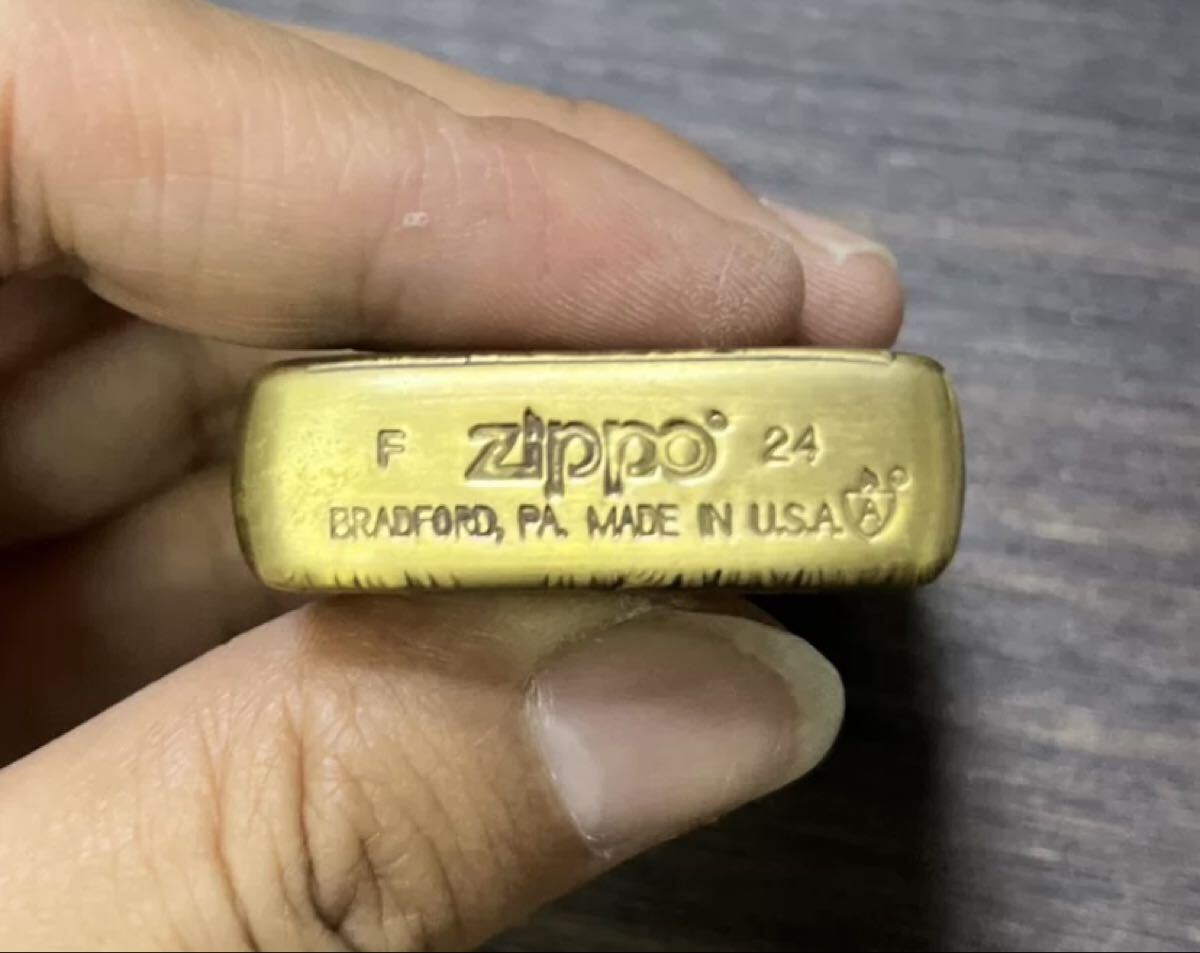 F zippo 24
BRADFORD, PA. MADE IN U.S.A. A